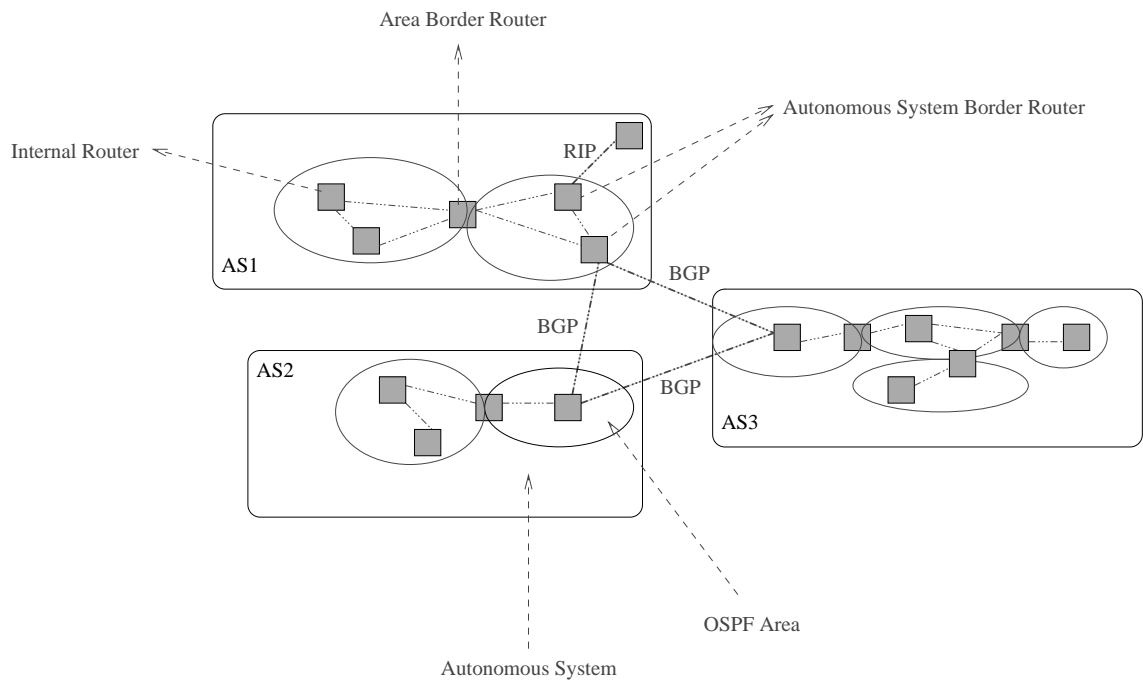 Area Border Router
Autonomous System Border Router
Internal Router
RIP
AS1
BGP
BGP
AS2
BGP
AS3
OSPF Area
Autonomous System